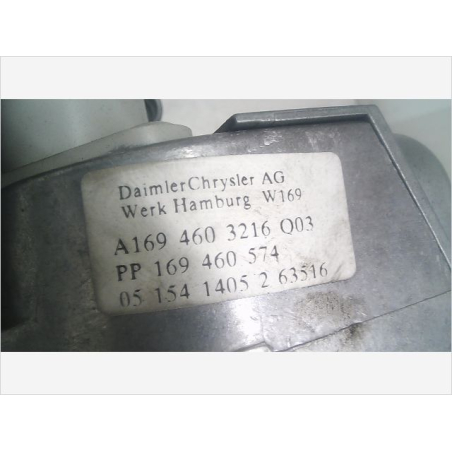 DaimlerChrysler AG
Werk Hamburg W169
A169 460 3216 Q03
PP 169 460 574
05 154 1405 2 63516